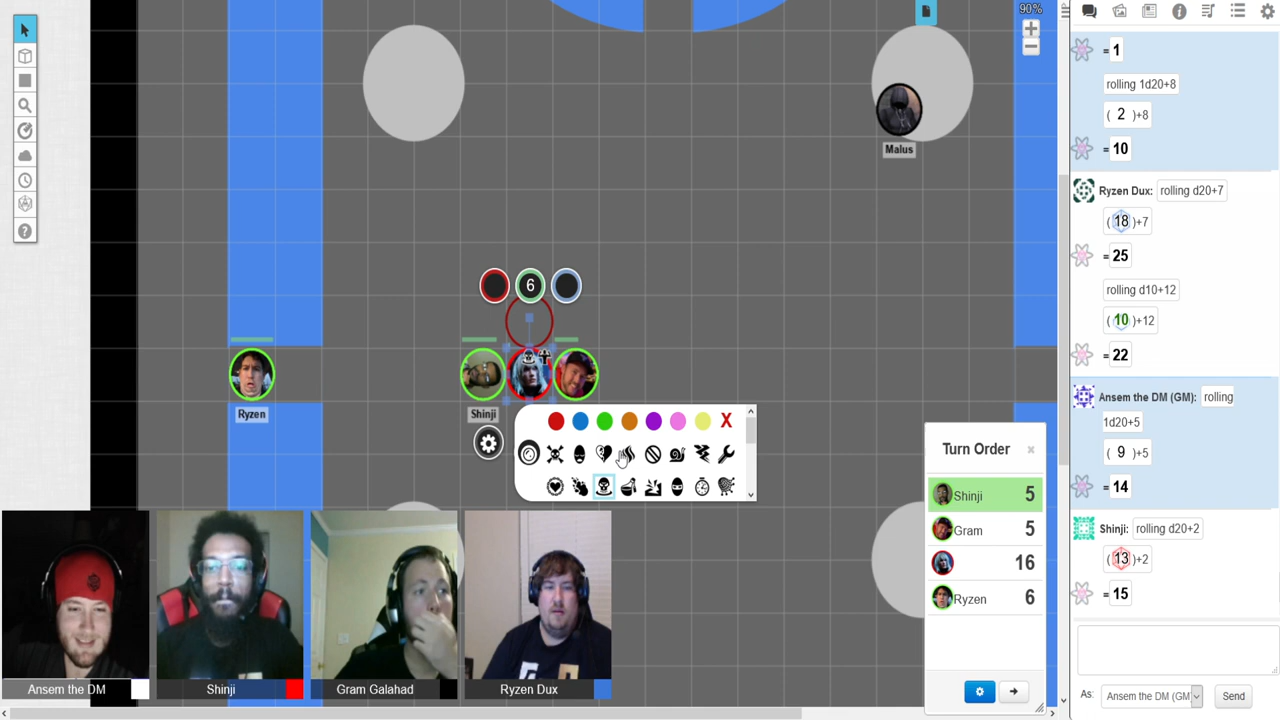 90%
=1
rolling 1d20+8
(2)+8
=10
Ryzen Dux: rolling d20+7
(18)+7
=25
rolling d10+12
(10)+12
=22
Ansem the DM (GM): rolling
1d20+5
(9)+5
=14
Shinji: rolling d20+2
(13)+2
=15
As: Ansem the DM (GM)
Send
Malus
6
Ryzen
Shinji
X
Turn Order ×
Shinji 5
Gram 5
16
Ryzen 6
Ansem the DM
Shinji
Gram Galahad
Ryzen Dux